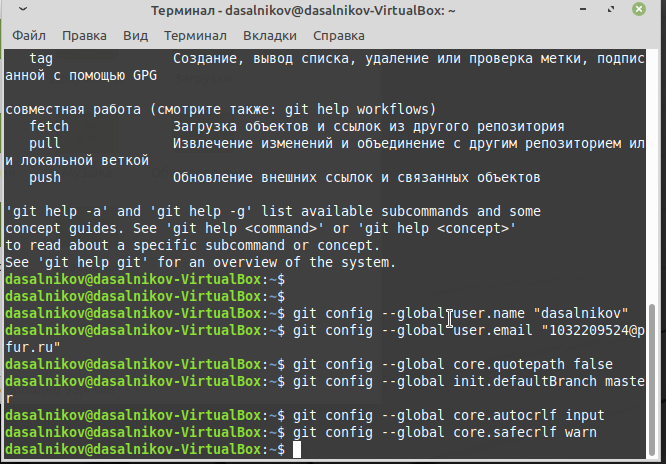 Терминал - dasalnikov@dasalnikov-VirtualBox: ~
Файл Правка Вид Терминал Вкладки Справка
tag Создание, вывод списка, удаление или проверка метки, подпис
анной с помощью GPG
совместная работа (смотрите также: git help workflows)
fetch Загрузка объектов и ссылок из другого репозитория
pull Извлечение изменений и объединение с другим репозиторием ил
и локальной веткой
push Обновление внешних ссылок и связанных объектов
'git help -a' and 'git help -g' list available subcommands and some
concept guides. See 'git help <command>' or 'git help <concept>'
to read about a specific subcommand or concept.
See 'git help git' for an overview of the system.
dasalnikov@dasalnikov-VirtualBox:~$
dasalnikov@dasalnikov-VirtualBox:~$
dasalnikov@dasalnikov-VirtualBox:~$ git config --global user.name "dasalnikov"
dasalnikov@dasalnikov-VirtualBox:~$ git config --global user.email "1032209524@p
fur.ru"
dasalnikov@dasalnikov-VirtualBox:~$ git config --global core.quotepath false
dasalnikov@dasalnikov-VirtualBox:~$ git config --global init.defaultBranch maste
r
dasalnikov@dasalnikov-VirtualBox:~$ git config --global core.autocrlf input
dasalnikov@dasalnikov-VirtualBox:~$ git config --global core.safecrlf warn
dasalnikov@dasalnikov-VirtualBox:~$